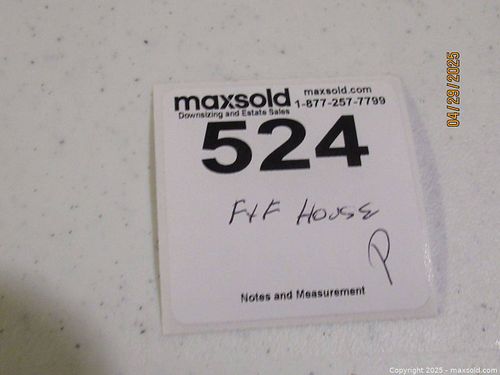 maxsold maxsold.com
Downsizing and Estate Sales 1-877-257-7799
524
F+F HOUSE
P
Notes and Measurement
04/29/2025
Copyright 2025 - maxsold.com